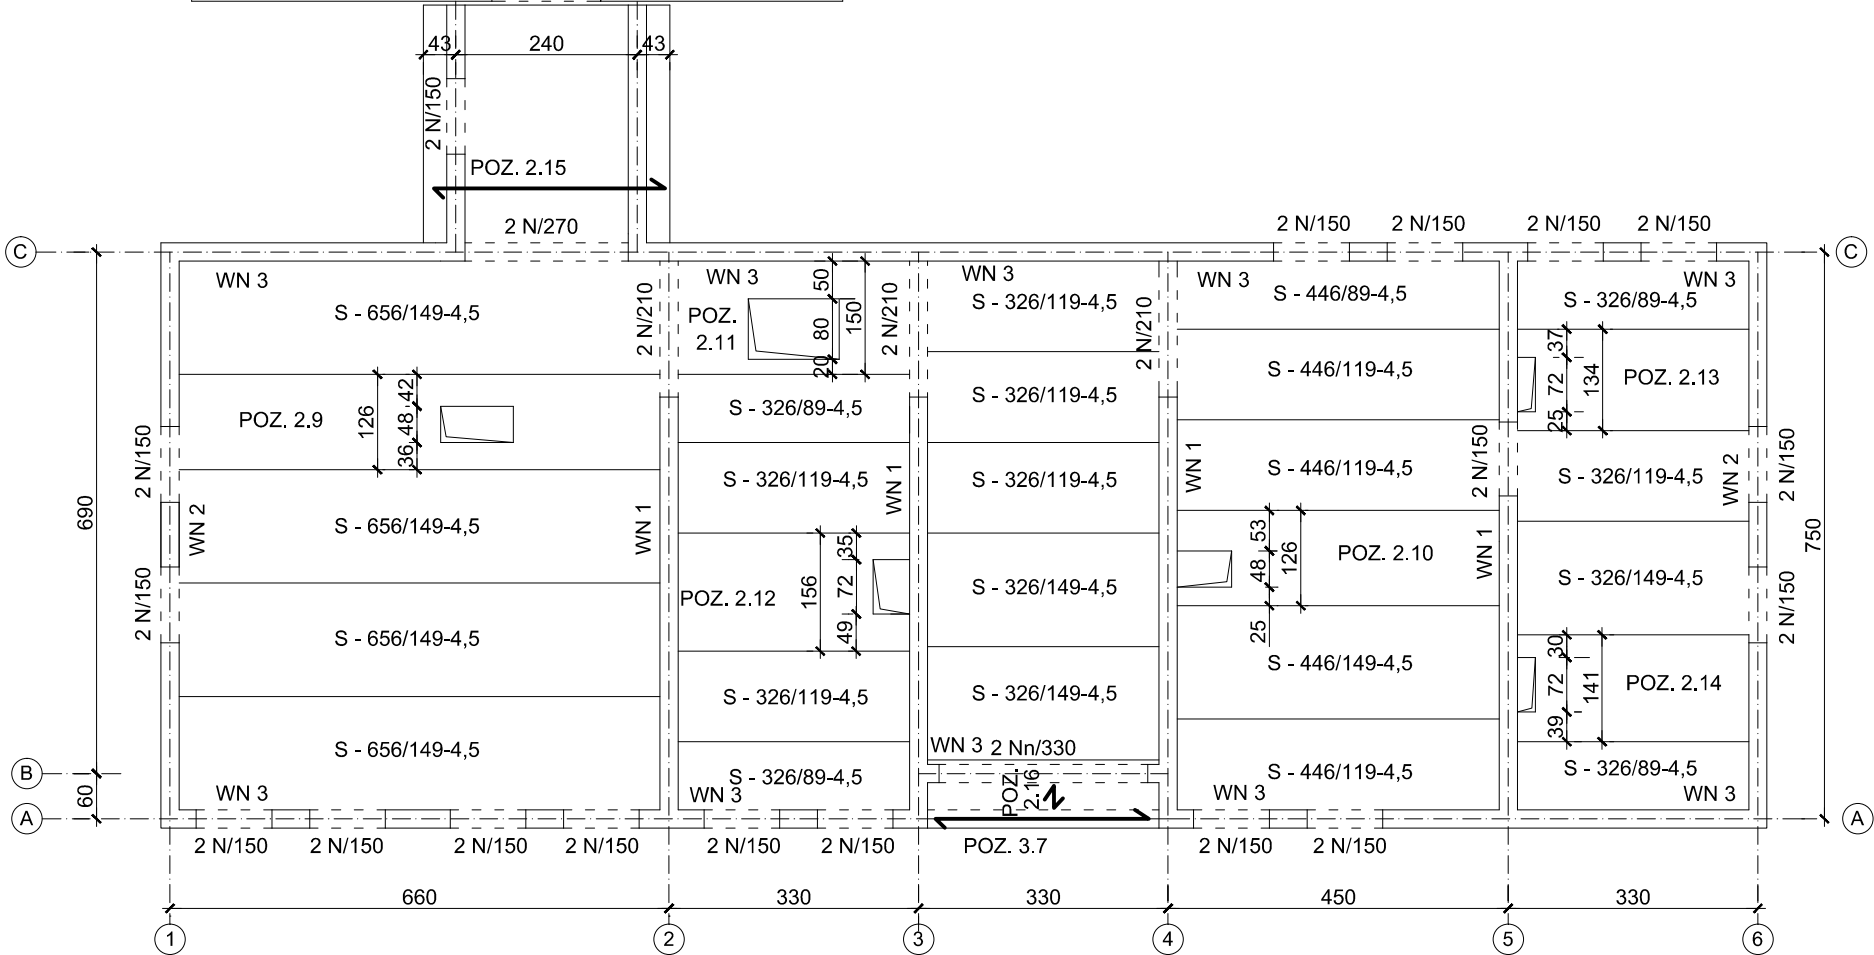 43
240
43
2 N/150
POZ. 2.15
2 N/270
2 N/150
2 N/150
2 N/150
2 N/150
C
C
WN 3
S - 656/149-4,5
2 N/210
WN 3
POZ.
2.11
50
80
20
150
2 N/210
WN 3
S - 326/119-4,5
2 N/210
WN 3
S - 446/89-4,5
S - 326/89-4,5
WN 3
POZ. 2.9
126
42
48
36
S - 326/89-4,5
S - 326/119-4,5
S - 446/119-4,5
37
72
25
134
POZ. 2.13
2 N/150
WN 2
2 N/150
690
S - 656/149-4,5
WN 1
S - 326/119-4,5
WN 1
S - 326/119-4,5
WN 1
S - 446/119-4,5
2 N/150
WN 1
S - 326/119-4,5
WN 2
2 N/150
2 N/150
750
POZ. 2.12
156
35
72
49
S - 326/149-4,5
53
48
25
126
POZ. 2.10
S - 326/149-4,5
S - 656/149-4,5
S - 326/119-4,5
S - 326/149-4,5
S - 446/149-4,5
30
72
39
141
POZ. 2.14
S - 656/149-4,5
WN 3
S - 326/89-4,5
WN 3
WN 3
2 Nn/330
POZ.
2.16
S - 446/119-4,5
WN 3
S - 326/89-4,5
WN 3
B
60
A
A
2 N/150
2 N/150
2 N/150
2 N/150
2 N/150
2 N/150
POZ. 3.7
2 N/150
2 N/150
660
330
330
450
330
1
2
3
4
5
6